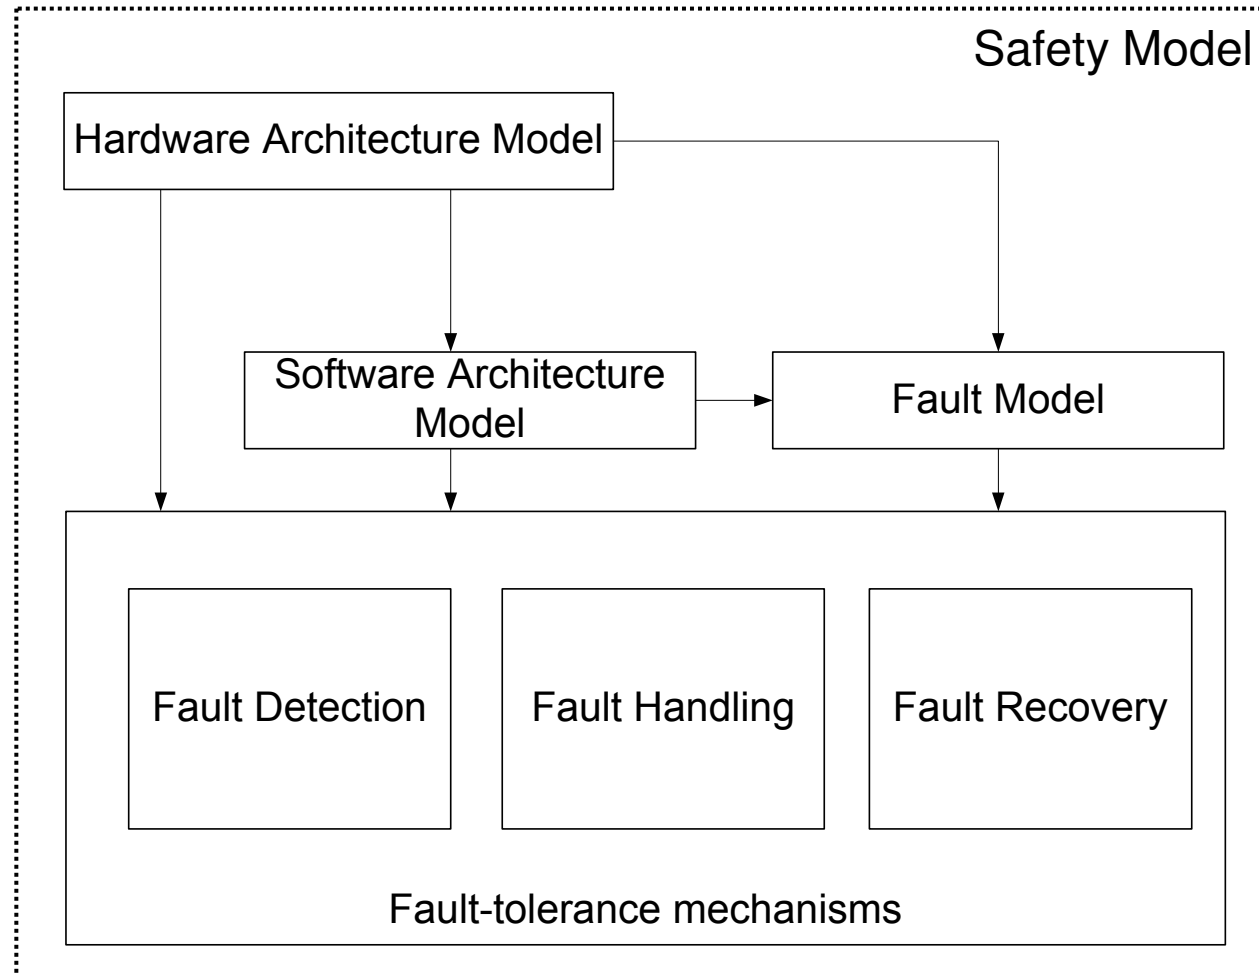 Safety Model
Hardware Architecture Model
Software Architecture
Model
Fault Model
Fault Detection
Fault Handling
Fault Recovery
Fault-tolerance mechanisms